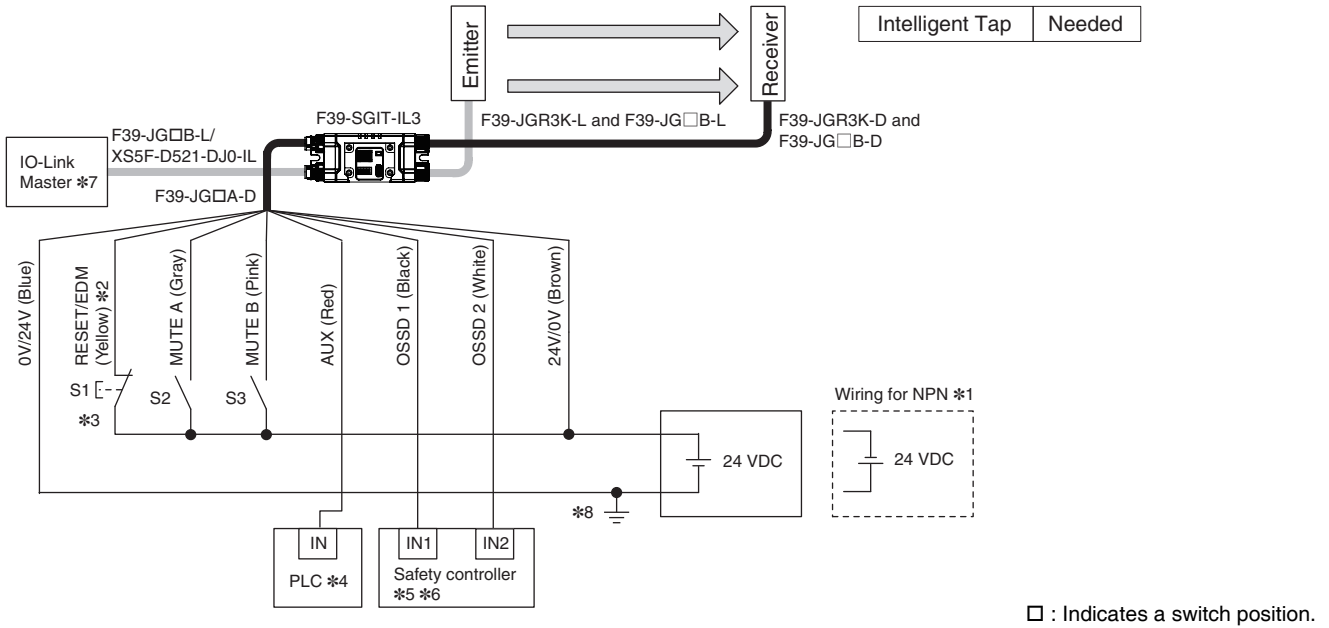 Emitter
Receiver
Intelligent Tap Needed
F39-JG□B-L/
XS5F-D521-DJ0-IL
F39-SGIT-IL3
F39-JGR3K-L and F39-JG□B-L
F39-JGR3K-D and
F39-JG□B-D
IO-Link
Master *7
F39-JG□A-D
0V/24V (Blue)
RESET/EDM
(Yellow) *2
MUTE A (Gray)
MUTE B (Pink)
AUX (Red)
OSSD 1 (Black)
OSSD 2 (White)
24V/0V (Brown)
S1
*3
S2
S3
24 VDC
Wiring for NPN *1
24 VDC
*8
IN
PLC *4
IN1
IN2
Safety controller
*5 *6
□ : Indicates a switch position.